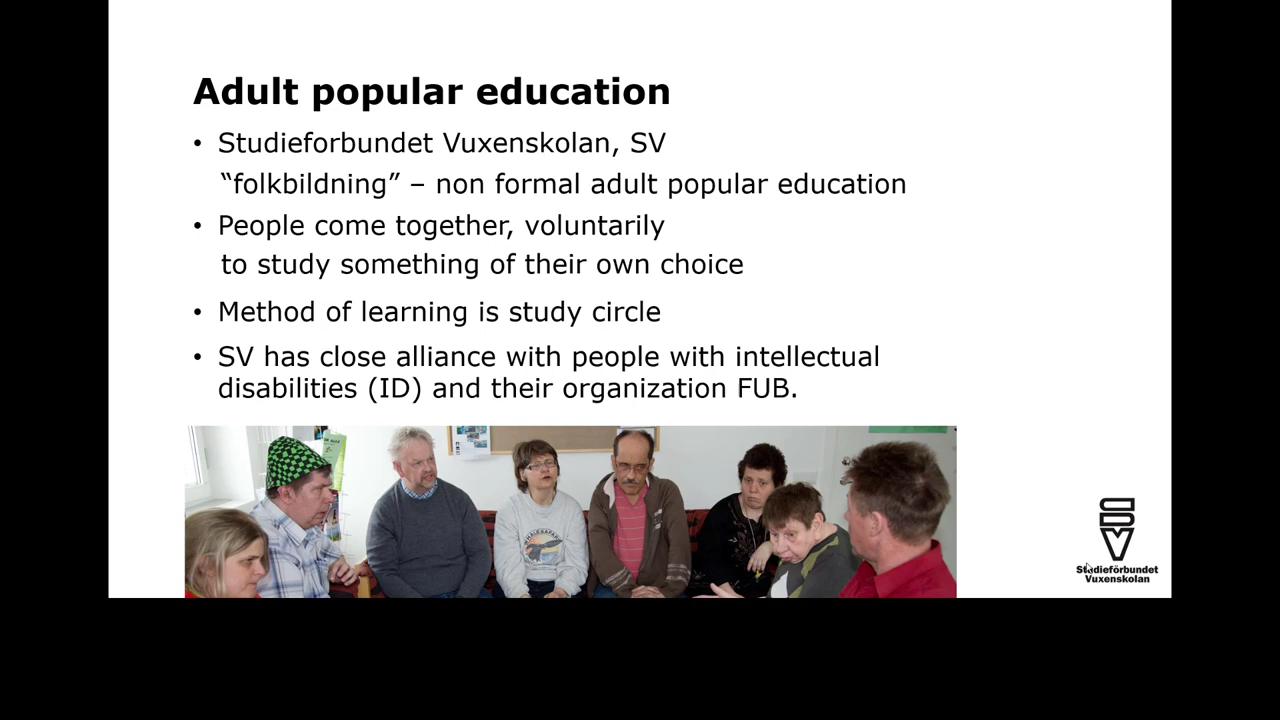 Adult popular education
• Studieforbundet Vuxenskolan, SV
“folkbildning” – non formal adult popular education
• People come together, voluntarily
to study something of their own choice
• Method of learning is study circle
• SV has close alliance with people with intellectual
disabilities (ID) and their organization FUB.
Studieförbundet
Vuxenskolan